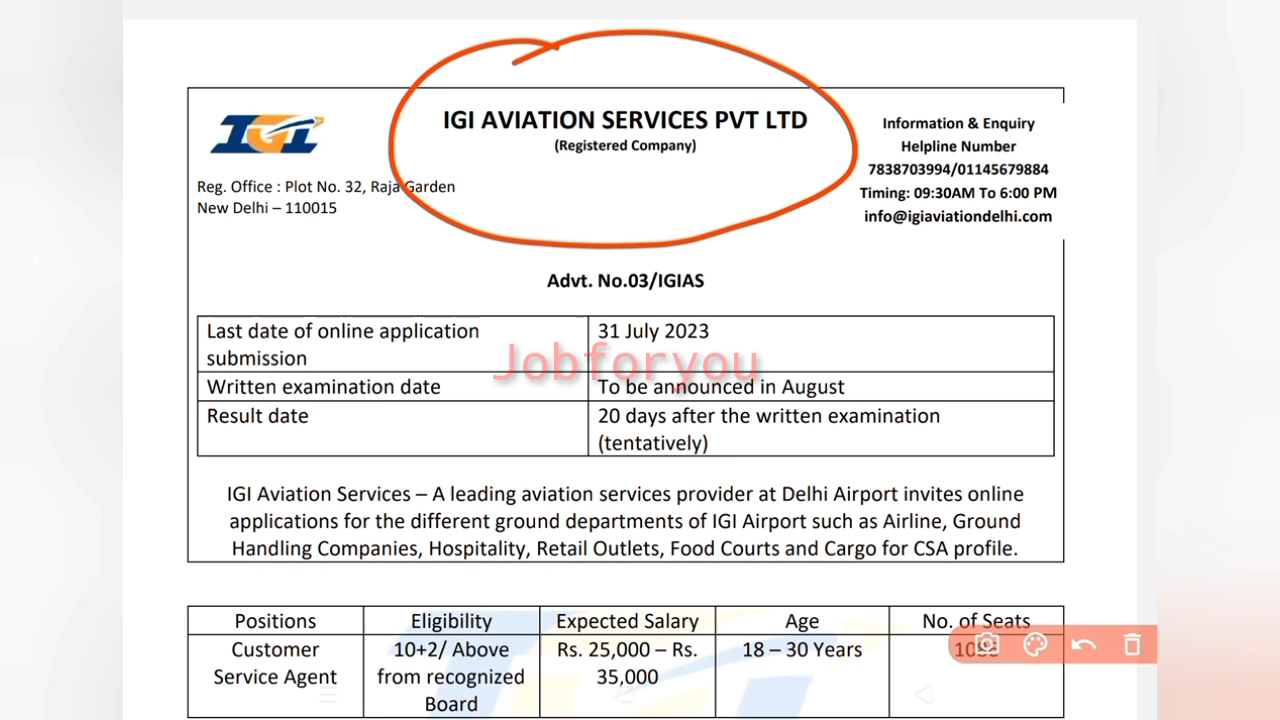 IGI
IGI AVIATION SERVICES PVT LTD
(Registered Company)
Reg. Office : Plot No. 32, Raja Garden
New Delhi – 110015
Information & Enquiry
Helpline Number
7838703994/01145679884
Timing: 09:30AM To 6:00 PM
info@igiaviationdelhi.com
Advt. No.03/IGIAS
Last date of online application submission
31 July 2023
Jobforyou
Written examination date
To be announced in August
Result date
20 days after the written examination
(tentatively)
IGI Aviation Services – A leading aviation services provider at Delhi Airport invites online
applications for the different ground departments of IGI Airport such as Airline, Ground
Handling Companies, Hospitality, Retail Outlets, Food Courts and Cargo for CSA profile.
Positions
Eligibility
Expected Salary
Age
No. of Seats
Customer
Service Agent
10+2/ Above
from recognized
Board
Rs. 25,000 – Rs.
35,000
18 – 30 Years